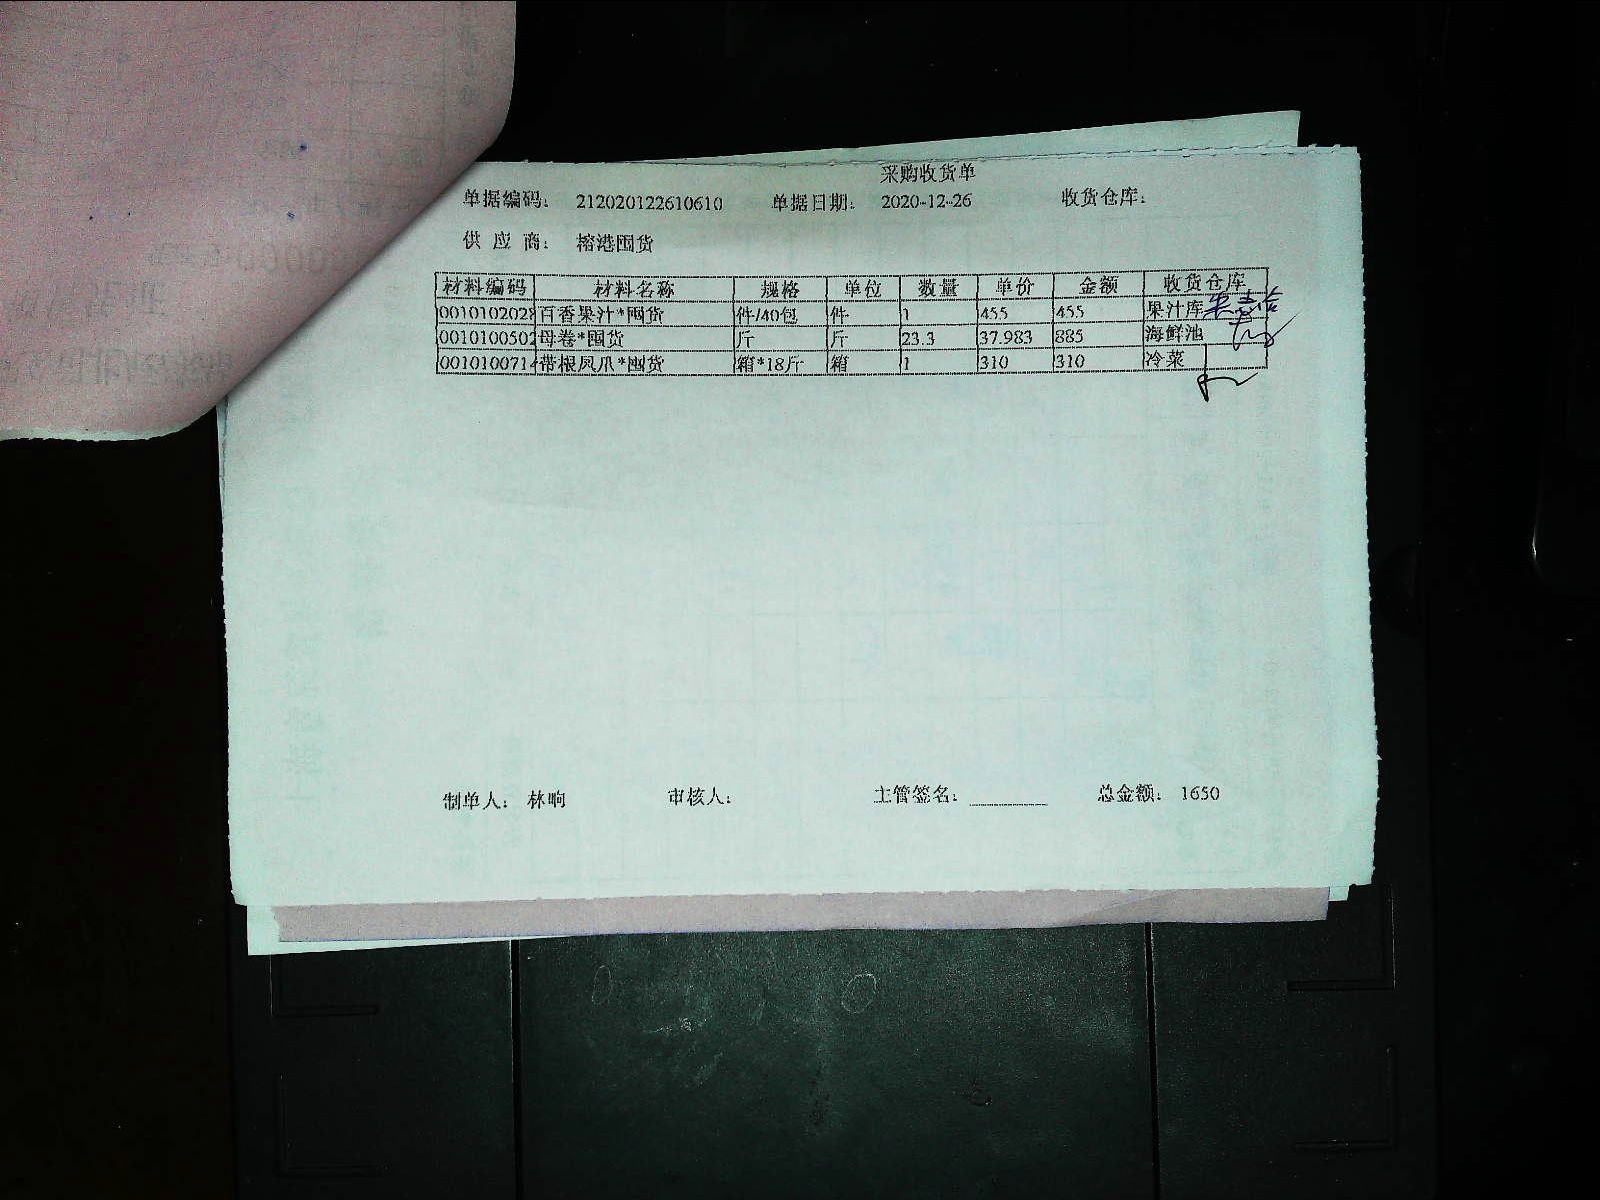 采购收货单
单据编码: 212020122610610 单据日期: 2020-12-26 收货仓库:
供 应 商: 榕港囤货
材料编码 材料名称 规格 单位 数量 单价 金额 收货仓库
0010102028 百香果汁*囤货 件/40包 件 1 455 455 果汁库
0010100502 母卷*囤货 斤 斤 23.3 37.983 885 海鲜池
0010100714 带根凤爪*囤货 箱*18斤 箱 1 310 310 冷菜
制单人: 林响 审核人: 主管签名: 总金额: 1650